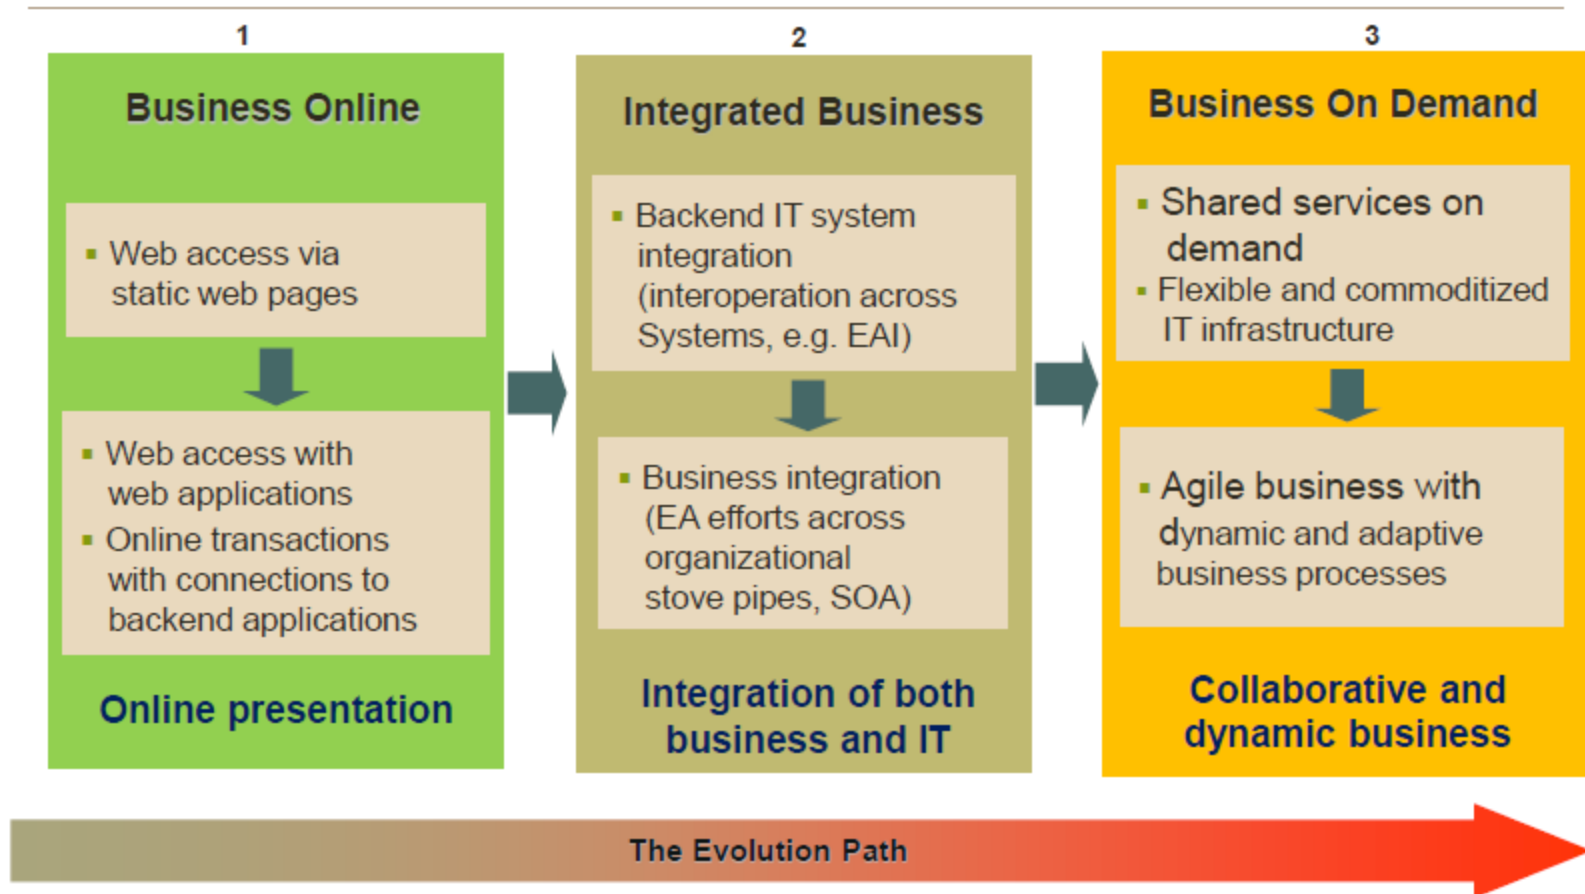 1
Business Online
▪ Web access via
static web pages
▪ Web access with
web applications
▪ Online transactions
with connections to
backend applications
Online presentation
2
Integrated Business
▪ Backend IT system
integration
(interoperation across
Systems, e.g. EAI)
▪ Business integration
(EA efforts across
organizational
stove pipes, SOA)
Integration of both
business and IT
3
Business On Demand
▪ Shared services on
demand
▪ Flexible and commoditized
IT infrastructure
▪ Agile business with
dynamic and adaptive
business processes
Collaborative and
dynamic business
The Evolution Path